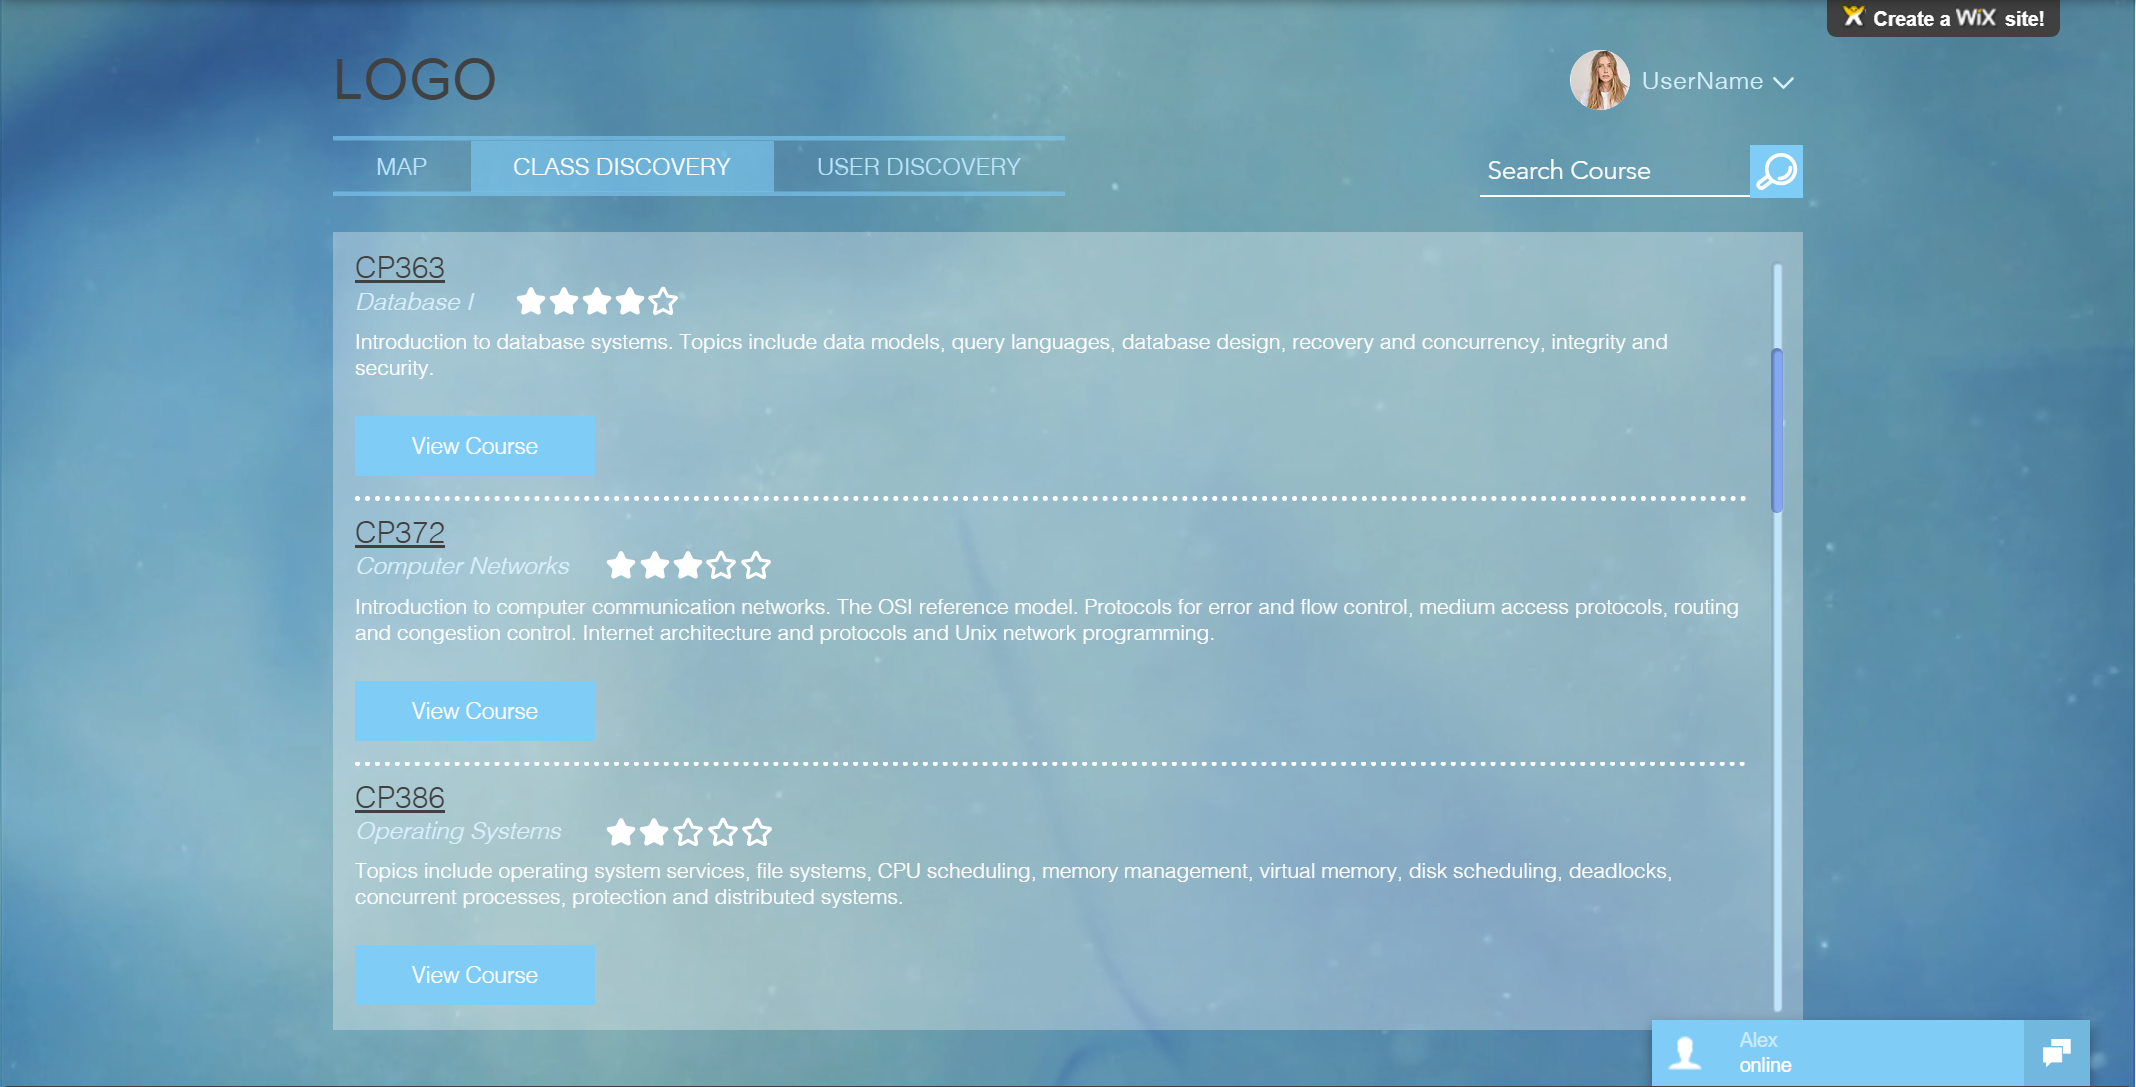 Create a WiX site!
LOGO
UserName
MAP
CLASS DISCOVERY
USER DISCOVERY
Search Course
CP363
Database I
Introduction to database systems. Topics include data models, query languages, database design, recovery and concurrency, integrity and
security.
View Course
CP372
Computer Networks
Introduction to computer communication networks. The OSI reference model. Protocols for error and flow control, medium access protocols, routing
and congestion control. Internet architecture and protocols and Unix network programming.
View Course
CP386
Operating Systems
Topics include operating system services, file systems, CPU scheduling, memory management, virtual memory, disk scheduling, deadlocks,
concurrent processes, protection and distributed systems.
View Course
Alex
online